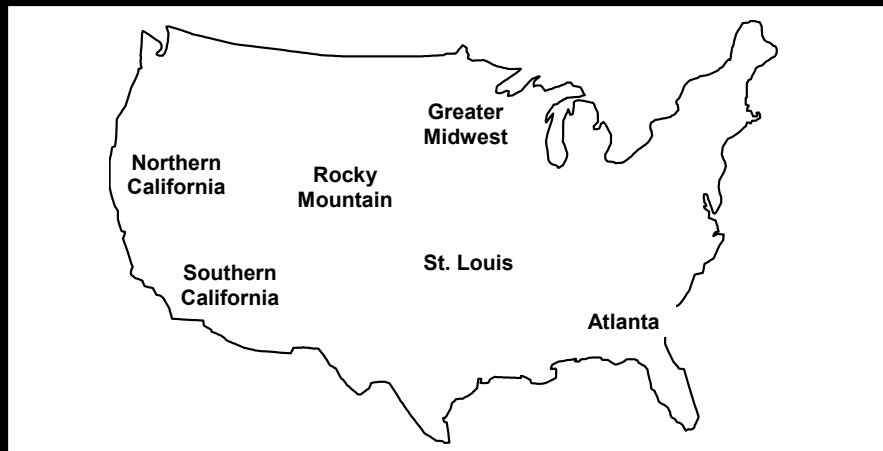 Greater
Midwest
Northern
California
Rocky
Mountain
St. Louis
Southern
California
Atlanta